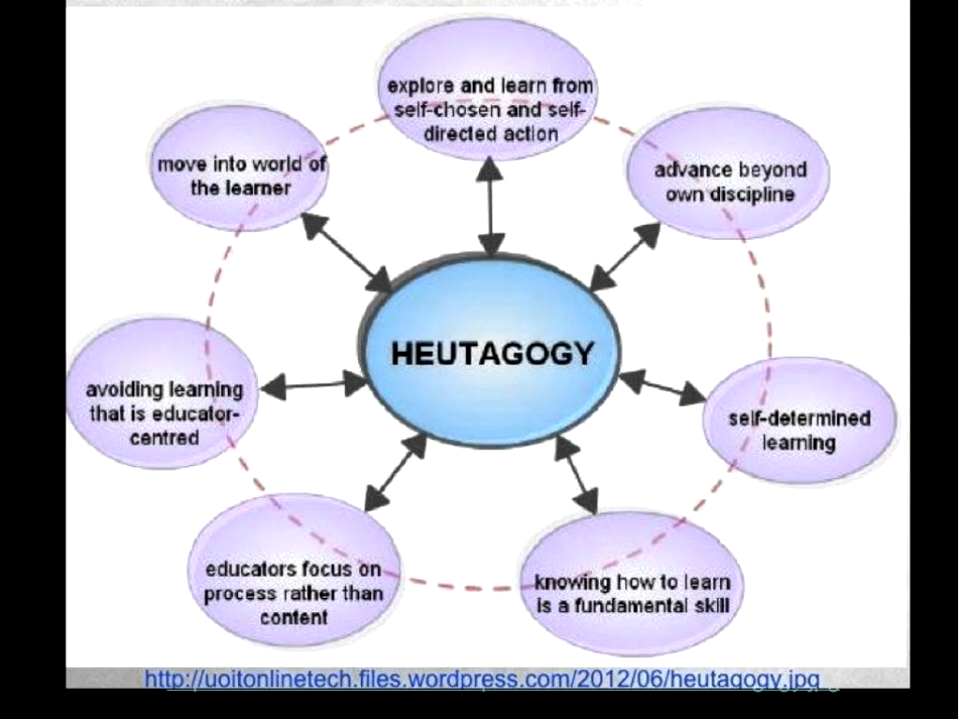 explore and learn from
self-chosen and self-
directed action
advance beyond
own discipline
self-determined
learning
knowing how to learn
is a fundamental skill
educators focus on
process rather than
content
avoiding learning
that is educator-
centred
move into world of
the learner
HEUTAGOGY
http://uoitonlinetech.files.wordpress.com/2012/06/heutagogy.jpg